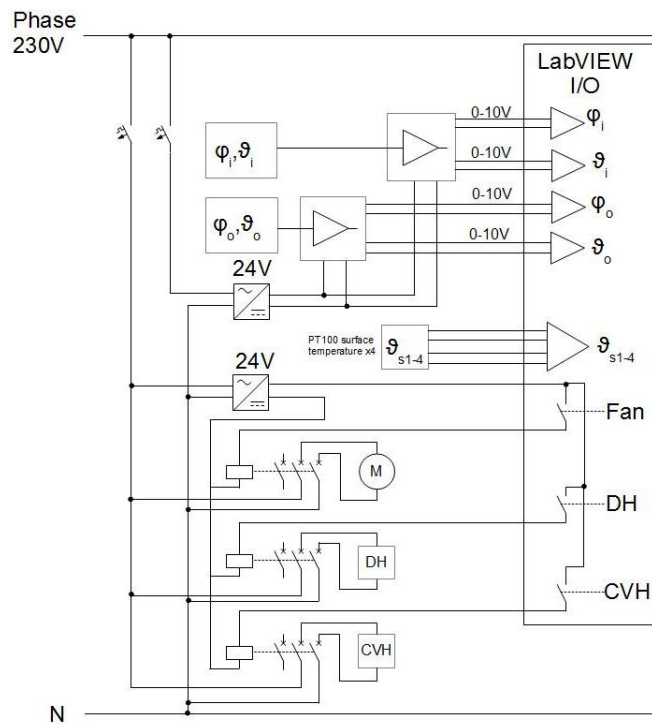 Phase
230V
LabVIEW
I/O
0-10V
φi
φi,ϑi
0-10V
ϑi
0-10V
φo
φo,ϑo
0-10V
ϑo
24V
PT100 surface
temperature x4
ϑs1-4
ϑs1-4
24V
Fan
M
DH
DH
CVH
CVH
N